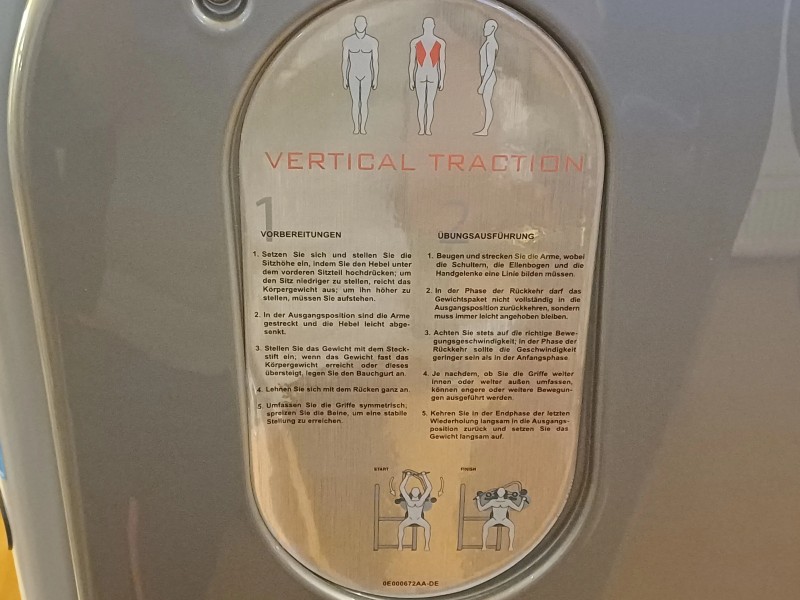 VERTICAL TRACTION
1
VORBEREITUNGEN
1. Setzen Sie sich und stellen Sie die
Sitzhöhe ein, indem Sie den Hebel unter
dem vorderen Sitzteil hochdrücken; um
den Sitz niedriger zu stellen, reicht das
Körpergewicht aus; um ihn höher zu
stellen, müssen Sie aufstehen.
2. In der Ausgangsposition sind die Arme
gestreckt und die Hebel leicht abge-
senkt.
3. Stellen Sie das Gewicht mit dem Steck-
stift ein; wenn das Gewicht fast das
Körpergewicht erreicht oder dieses
übersteigt, legen Sie den Bauchgurt an.
4. Lehnen Sie sich mit dem Rücken ganz an.
5. Umfassen Sie die Griffe symmetrisch,
spreizen Sie die Beine, um eine stabile
Stellung zu erreichen.
2
ÜBUNGSAUSFÜHRUNG
1. Beugen und strecken Sie die Arme, wobei
die Schultern, die Ellenbogen und die
Handgelenke eine Linie bilden müssen.
2. In der Phase der Rückkehr darf das
Gewichtspaket nicht vollständig in die
Ausgangsposition zurückkehren, sondern
muss immer leicht angehoben bleiben.
3. Achten Sie stets auf die richtige Bewe-
gungsgeschwindigkeit; in der Phase der
Rückkehr sollte die Geschwindigkeit
geringer sein als in der Anfangsphase.
4. Je nachdem, ob Sie die Griffe weiter
innen oder weiter außen umfassen,
können engere oder weitere Bewegun-
gen ausgeführt werden.
5. Kehren Sie in der Endphase der letzten
Wiederholung langsam in die Ausgangs-
position zurück und setzen Sie das
Gewicht langsam auf.
START
FINISH
0E000672AA-DE